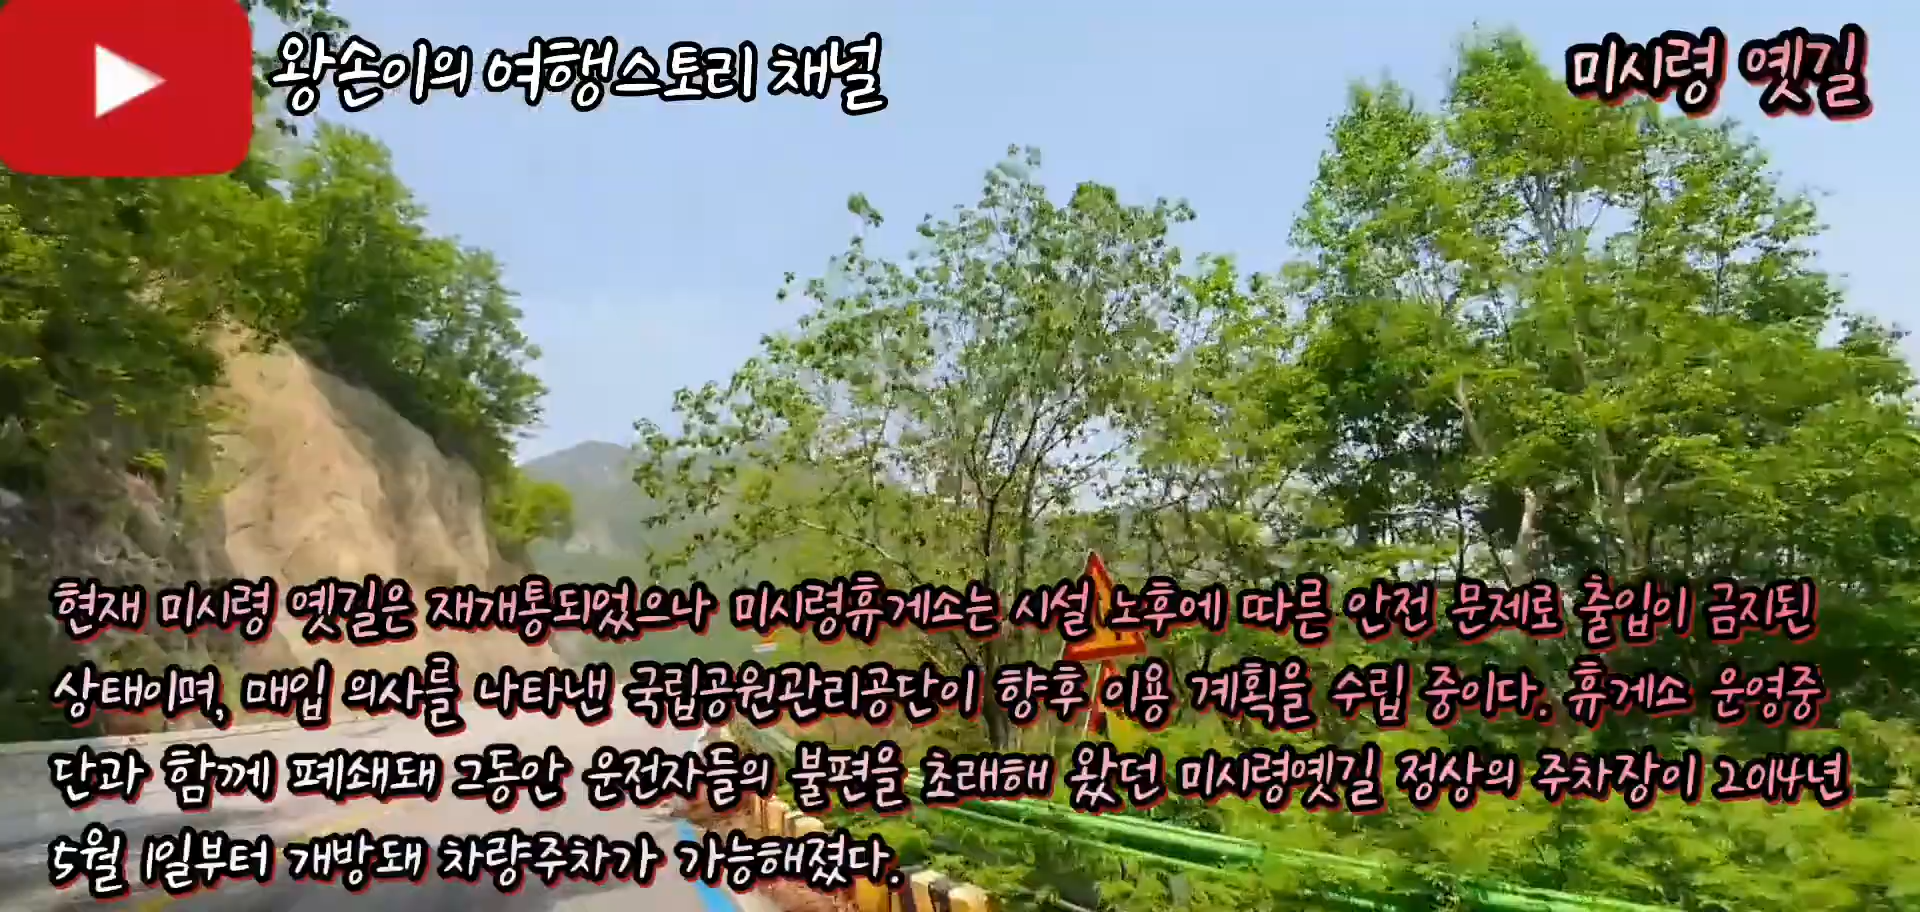 왕손이의 여행스토리 채널
미시령 옛길
현재 미시령 옛길은 재개통되었으나 미시령휴게소는 시설 노후에 따른 안전 문제로 출입이 금지된
상태이며, 매입 의사를 나타낸 국립공원관리공단이 향후 이용 계획을 수립 중이다. 휴게소 운영중
단과 함께 폐쇄돼 그동안 운전자들의 불편을 초래해 왔던 미시령옛길 정상의 주차장이 2014년
5월 1일부터 개방돼 차량주차가 가능해졌다.